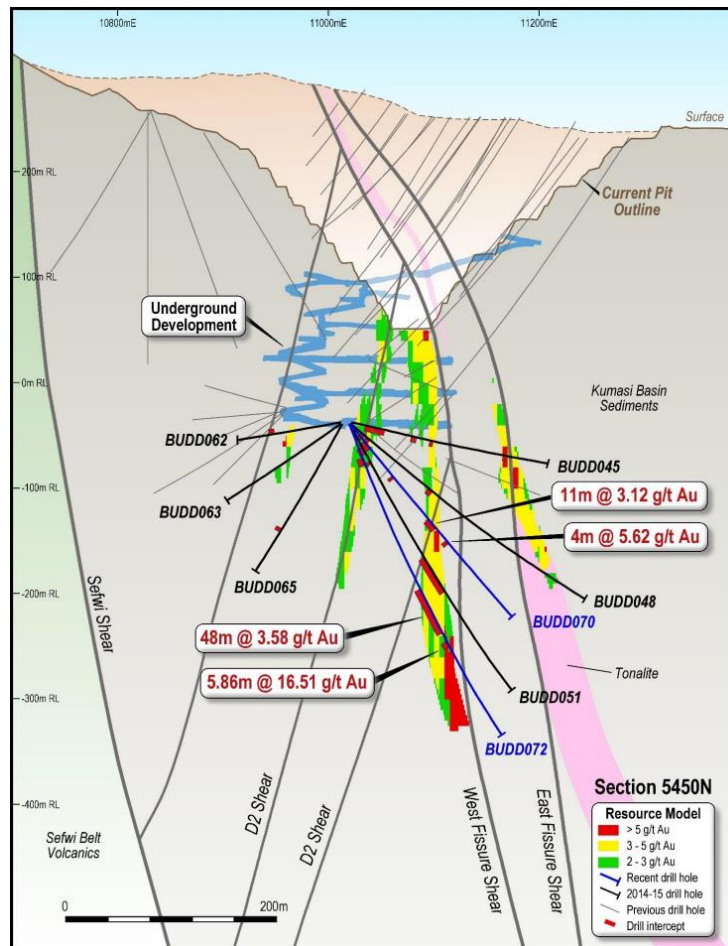 10800mE
11000mE
11200mE
Surface
200m RL
Current Pit
Outline
100m RL
Underground
Development
0m RL
Kumasi Basin
Sediments
BUDD062
BUDD045
-100m RL
11m @ 3.12 g/t Au
BUDD063
4m @ 5.62 g/t Au
BUDD065
-200m RL
BUDD048
BUDD070
Sefwi Shear
48m @ 3.58 g/t Au
Tonalite
5.86m @ 16.51 g/t Au
BUDD051
-300m RL
BUDD072
Section 5450N
D2 Shear
D2 Shear
West Fissure Shear
East Fissure Shear
-400m RL
Sefwi Belt
Volcanics
Resource Model
> 5 g/t Au
3 - 5 g/t Au
2 - 3 g/t Au
Recent drill hole
2014-15 drill hole
Previous drill hole
Drill intercept
0
200m